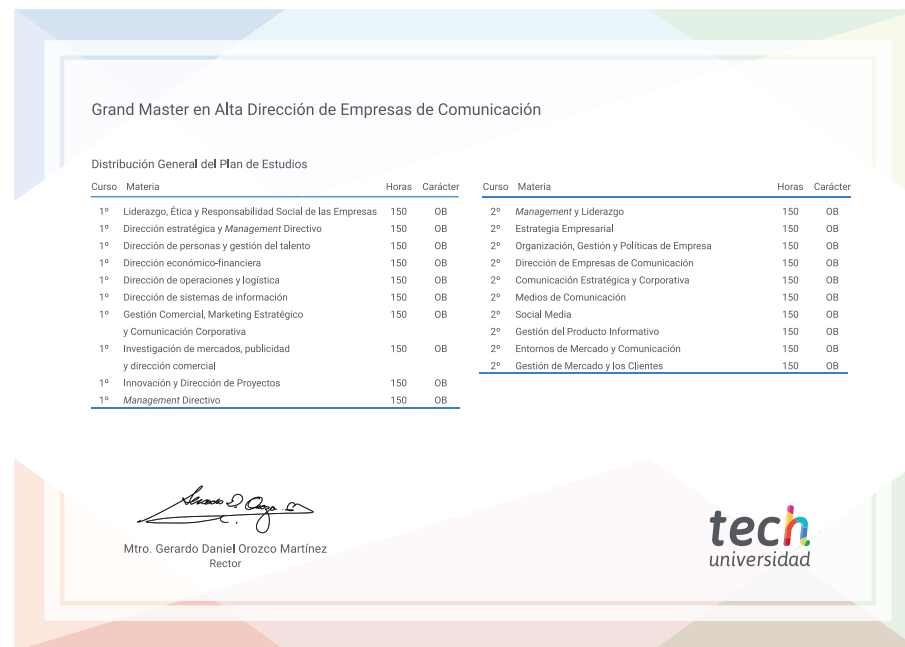 Grand Master en Alta Dirección de Empresas de Comunicación
Distribución General del Plan de Estudios
Curso Materia Horas Carácter
1º Liderazgo, Ética y Responsabilidad Social de las Empresas 150 OB
1º Dirección estratégica y Management Directivo 150 OB
1º Dirección de personas y gestión del talento 150 OB
1º Dirección económico-financiera 150 OB
1º Dirección de operaciones y logística 150 OB
1º Dirección de sistemas de información 150 OB
1º Gestión Comercial, Marketing Estratégico 150 OB
y Comunicación Corporativa
1º Investigación de mercados, publicidad 150 OB
y dirección comercial
1º Innovación y Dirección de Proyectos 150 OB
1º Management Directivo 150 OB
Curso Materia Horas Carácter
2º Management y Liderazgo 150 OB
2º Estrategia Empresarial 150 OB
2º Organización, Gestión y Políticas de Empresa 150 OB
2º Dirección de Empresas de Comunicación 150 OB
2º Comunicación Estratégica y Corporativa 150 OB
2º Medios de Comunicación 150 OB
2º Social Media 150 OB
2º Gestión del Producto Informativo 150 OB
2º Entornos de Mercado y Comunicación 150 OB
2º Gestión de Mercado y los Clientes 150 OB
Mtro. Gerardo Daniel Orozco Martínez
Rector
tech
universidad